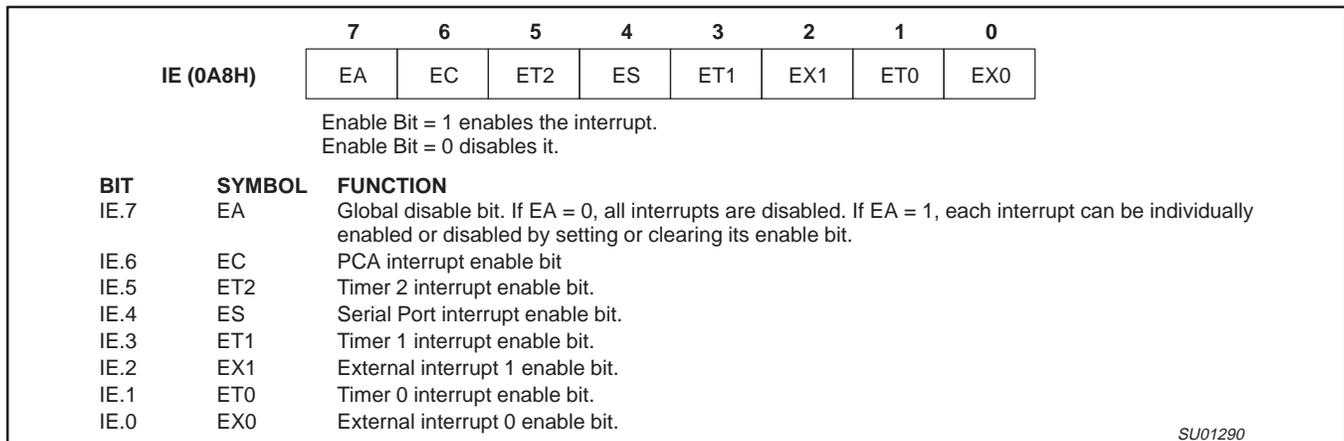 7 6 5 4 3 2 1 0
IE (0A8H) EA EC ET2 ES ET1 EX1 ET0 EX0
Enable Bit = 1 enables the interrupt.
Enable Bit = 0 disables it.
BIT SYMBOL FUNCTION
IE.7 EA Global disable bit. If EA = 0, all interrupts are disabled. If EA = 1, each interrupt can be individually
enabled or disabled by setting or clearing its enable bit.
IE.6 EC PCA interrupt enable bit
IE.5 ET2 Timer 2 interrupt enable bit.
IE.4 ES Serial Port interrupt enable bit.
IE.3 ET1 Timer 1 interrupt enable bit.
IE.2 EX1 External interrupt 1 enable bit.
IE.1 ET0 Timer 0 interrupt enable bit.
IE.0 EX0 External interrupt 0 enable bit.
SU01290